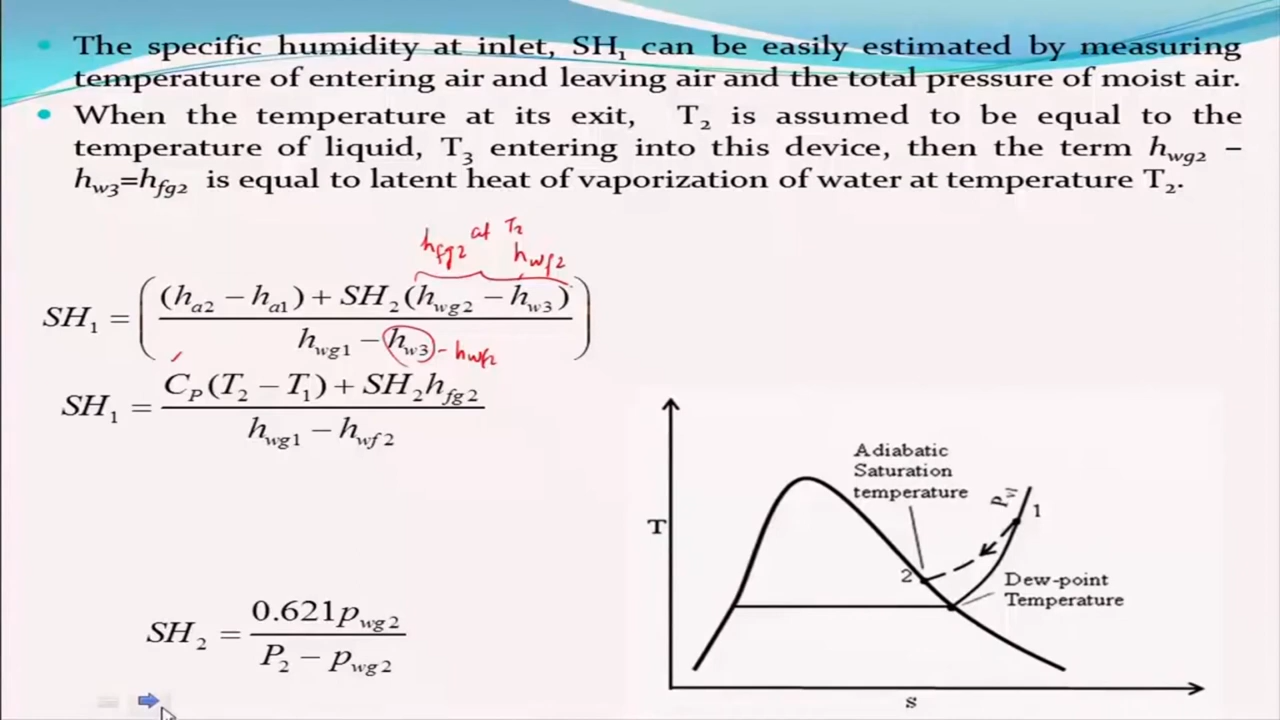 The specific humidity at inlet, SH₁ can be easily estimated by measuring
temperature of entering air and leaving air and the total pressure of moist air.
When the temperature at its exit, T₂ is assumed to be equal to the
temperature of liquid, T₃ entering into this device, then the term h_wg2 –
h_w3=h_fg2 is equal to latent heat of vaporization of water at temperature T₂.
h_fg2 at T₂
h_wf2
SH₁ = ( ((h_a2 − h_a1) + SH₂(h_wg2 − h_w3)) / (h_wg1 − h_w3) )
- h_wf2
SH₁ = (C_P(T₂ − T₁) + SH₂h_fg2) / (h_wg1 − h_wf2)
SH₂ = 0.621p_wg2 / (P₂ − p_wg2)
Adiabatic
Saturation
temperature
1
T
2
Dew-point
Temperature
s